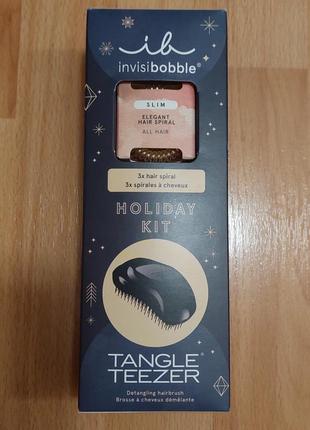 ib
invisibobble®
SLIM
ELEGANT
HAIR SPIRAL
ALL HAIR
3x hair spiral
3x spirales à cheveux
HOLIDAY
KIT
TANGLE
TEEZER®
Detangling hairbrush
Brosse à cheveux démêlante